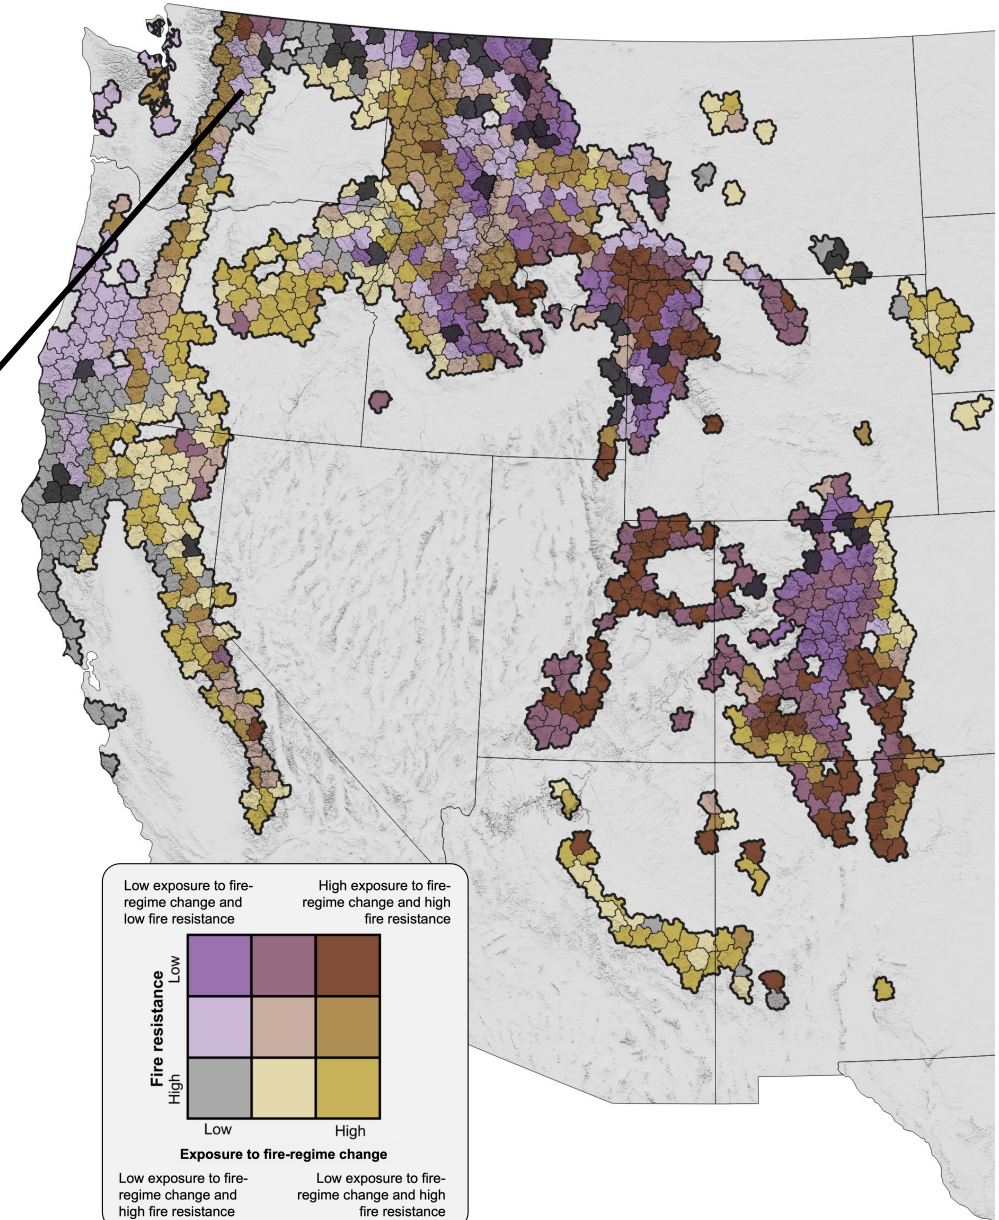 Low exposure to fire-
regime change and
low fire resistance
High exposure to fire-
regime change and high
fire resistance
Fire resistance
Low
High
Low
High
Exposure to fire-regime change
Low exposure to fire-
regime change and
high fire resistance
Low exposure to fire-
regime change and high
fire resistance